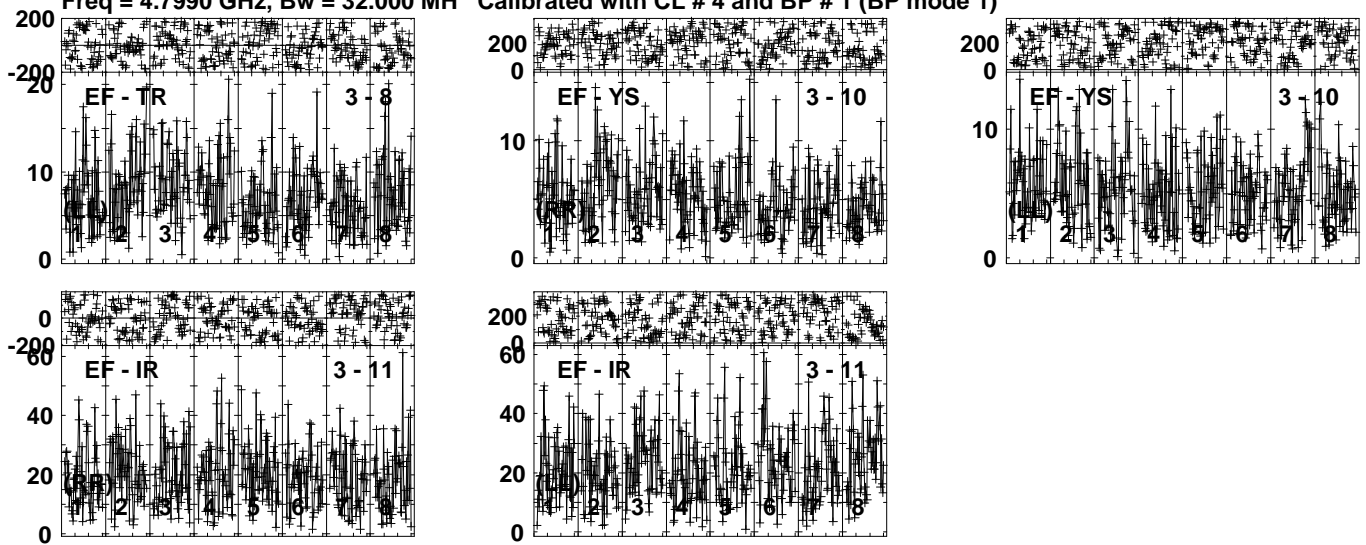 Freq = 4.7990 GHz, Bw = 32.000 MH Calibrated with CL # 4 and BP # 1 (BP mode 1)
200
-200
20
10
0
EF - TR 3 - 8
(LL)
1 2 3 4 5 6 7 8
200
0
10
0
EF - YS 3 - 10
(RR)
1 2 3 4 5 6 7 8
200
0
10
0
EF - YS 3 - 10
(LL)
1 2 3 4 5 6 7 8
0
-200
60
40
20
0
EF - IR 3 - 11
(RR)
1 2 3 4 5 6 7 8
200
0
60
40
20
0
EF - IR 3 - 11
(LL)
1 2 3 4 5 6 7 8